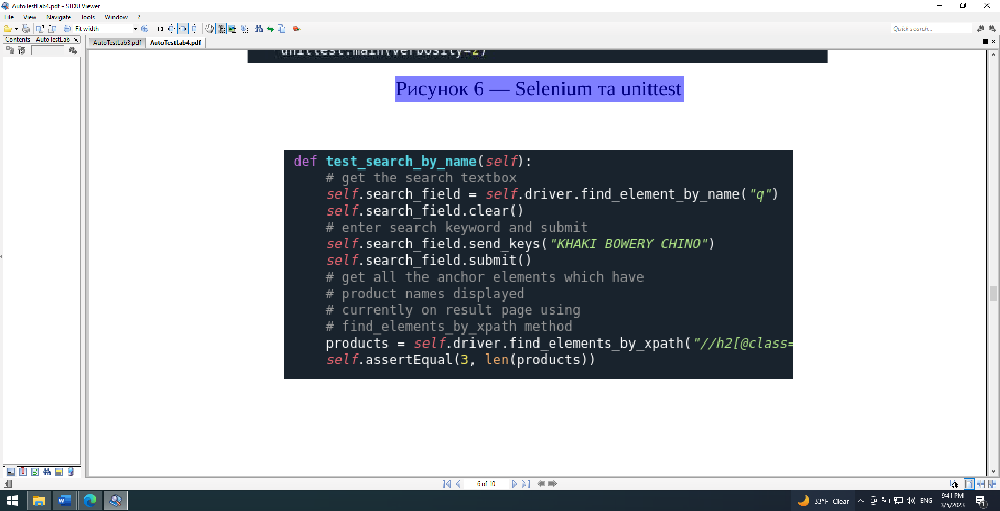 AutoTestLab4.pdf - STDU Viewer
File View Navigate Tools Window ?
Fit width 1:1 Quick search...
Contents - AutoTestLab
AutoTestLab3.pdf AutoTestLab4.pdf
unittest.main(verbosity=2)
Рисунок 6 — Selenium та unittest
def test_search_by_name(self):
# get the search textbox
self.search_field = self.driver.find_element_by_name("q")
self.search_field.clear()
# enter search keyword and submit
self.search_field.send_keys("KHAKI BOWERY CHINO")
self.search_field.submit()
# get all the anchor elements which have
# product names displayed
# currently on result page using
# find_elements_by_xpath method
products = self.driver.find_elements_by_xpath("//h2[@class=
self.assertEqual(3, len(products))
6 of 10
33°F Clear
ENG
9:41 PM
3/5/2023
1